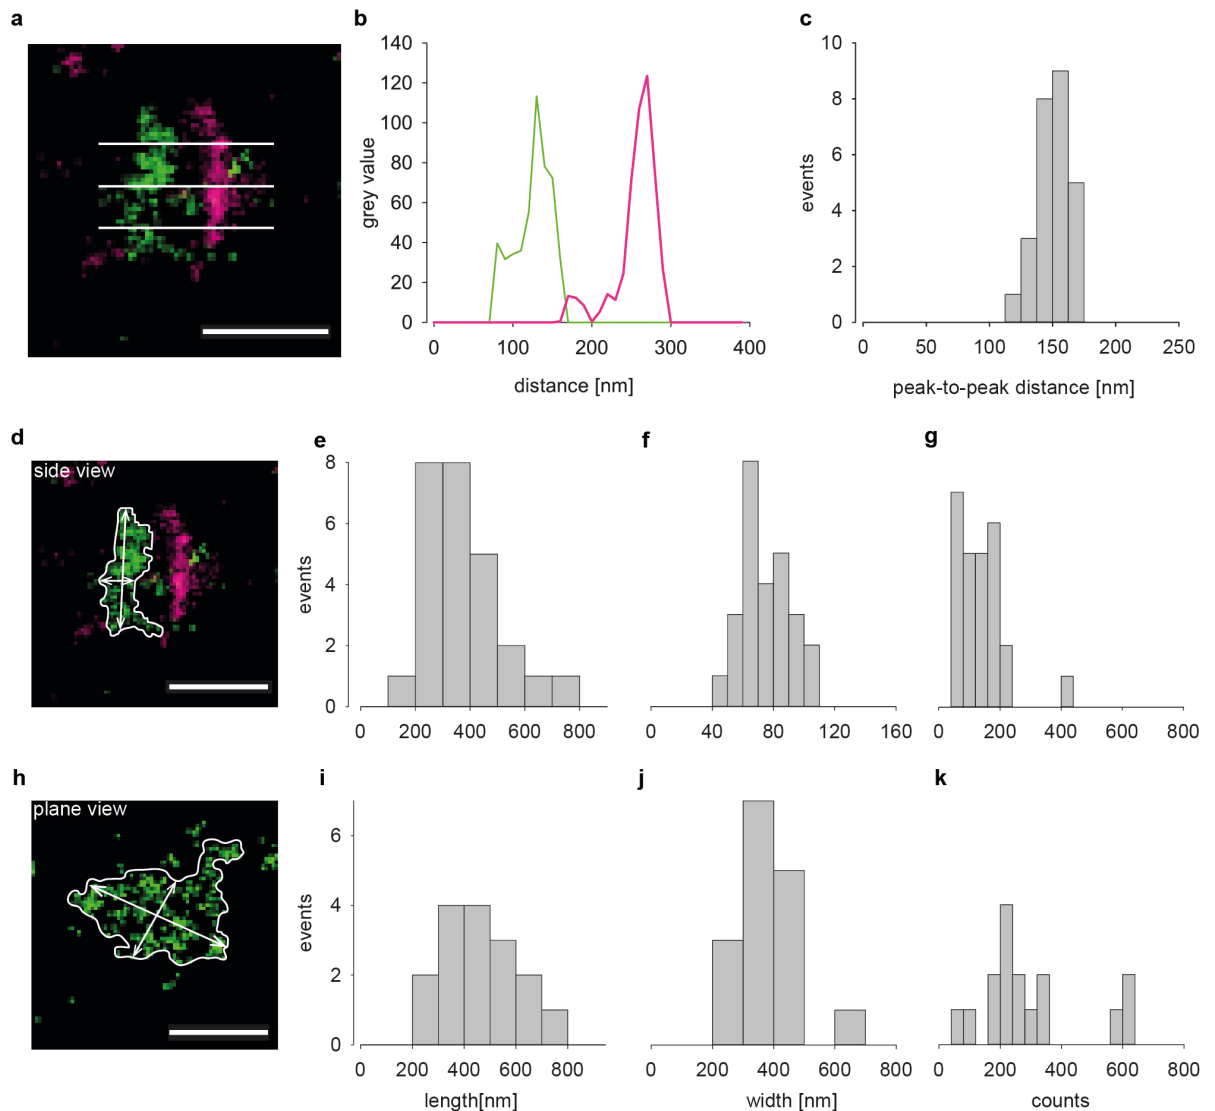 a
b
c
140
120
100
80
60
40
20
0
grey value
0
100
200
300
400
distance [nm]
10
8
6
4
2
0
events
0
50
100
150
200
250
peak-to-peak distance [nm]
d
e
f
g
side view
8
6
4
2
0
events
0
200
400
600
800
0
40
80
120
160
0
200
400
600
800
h
i
j
k
plane view
6
4
2
0
events
0
200
400
600
800
length[nm]
0
200
400
600
800
width [nm]
0
200
400
600
800
counts